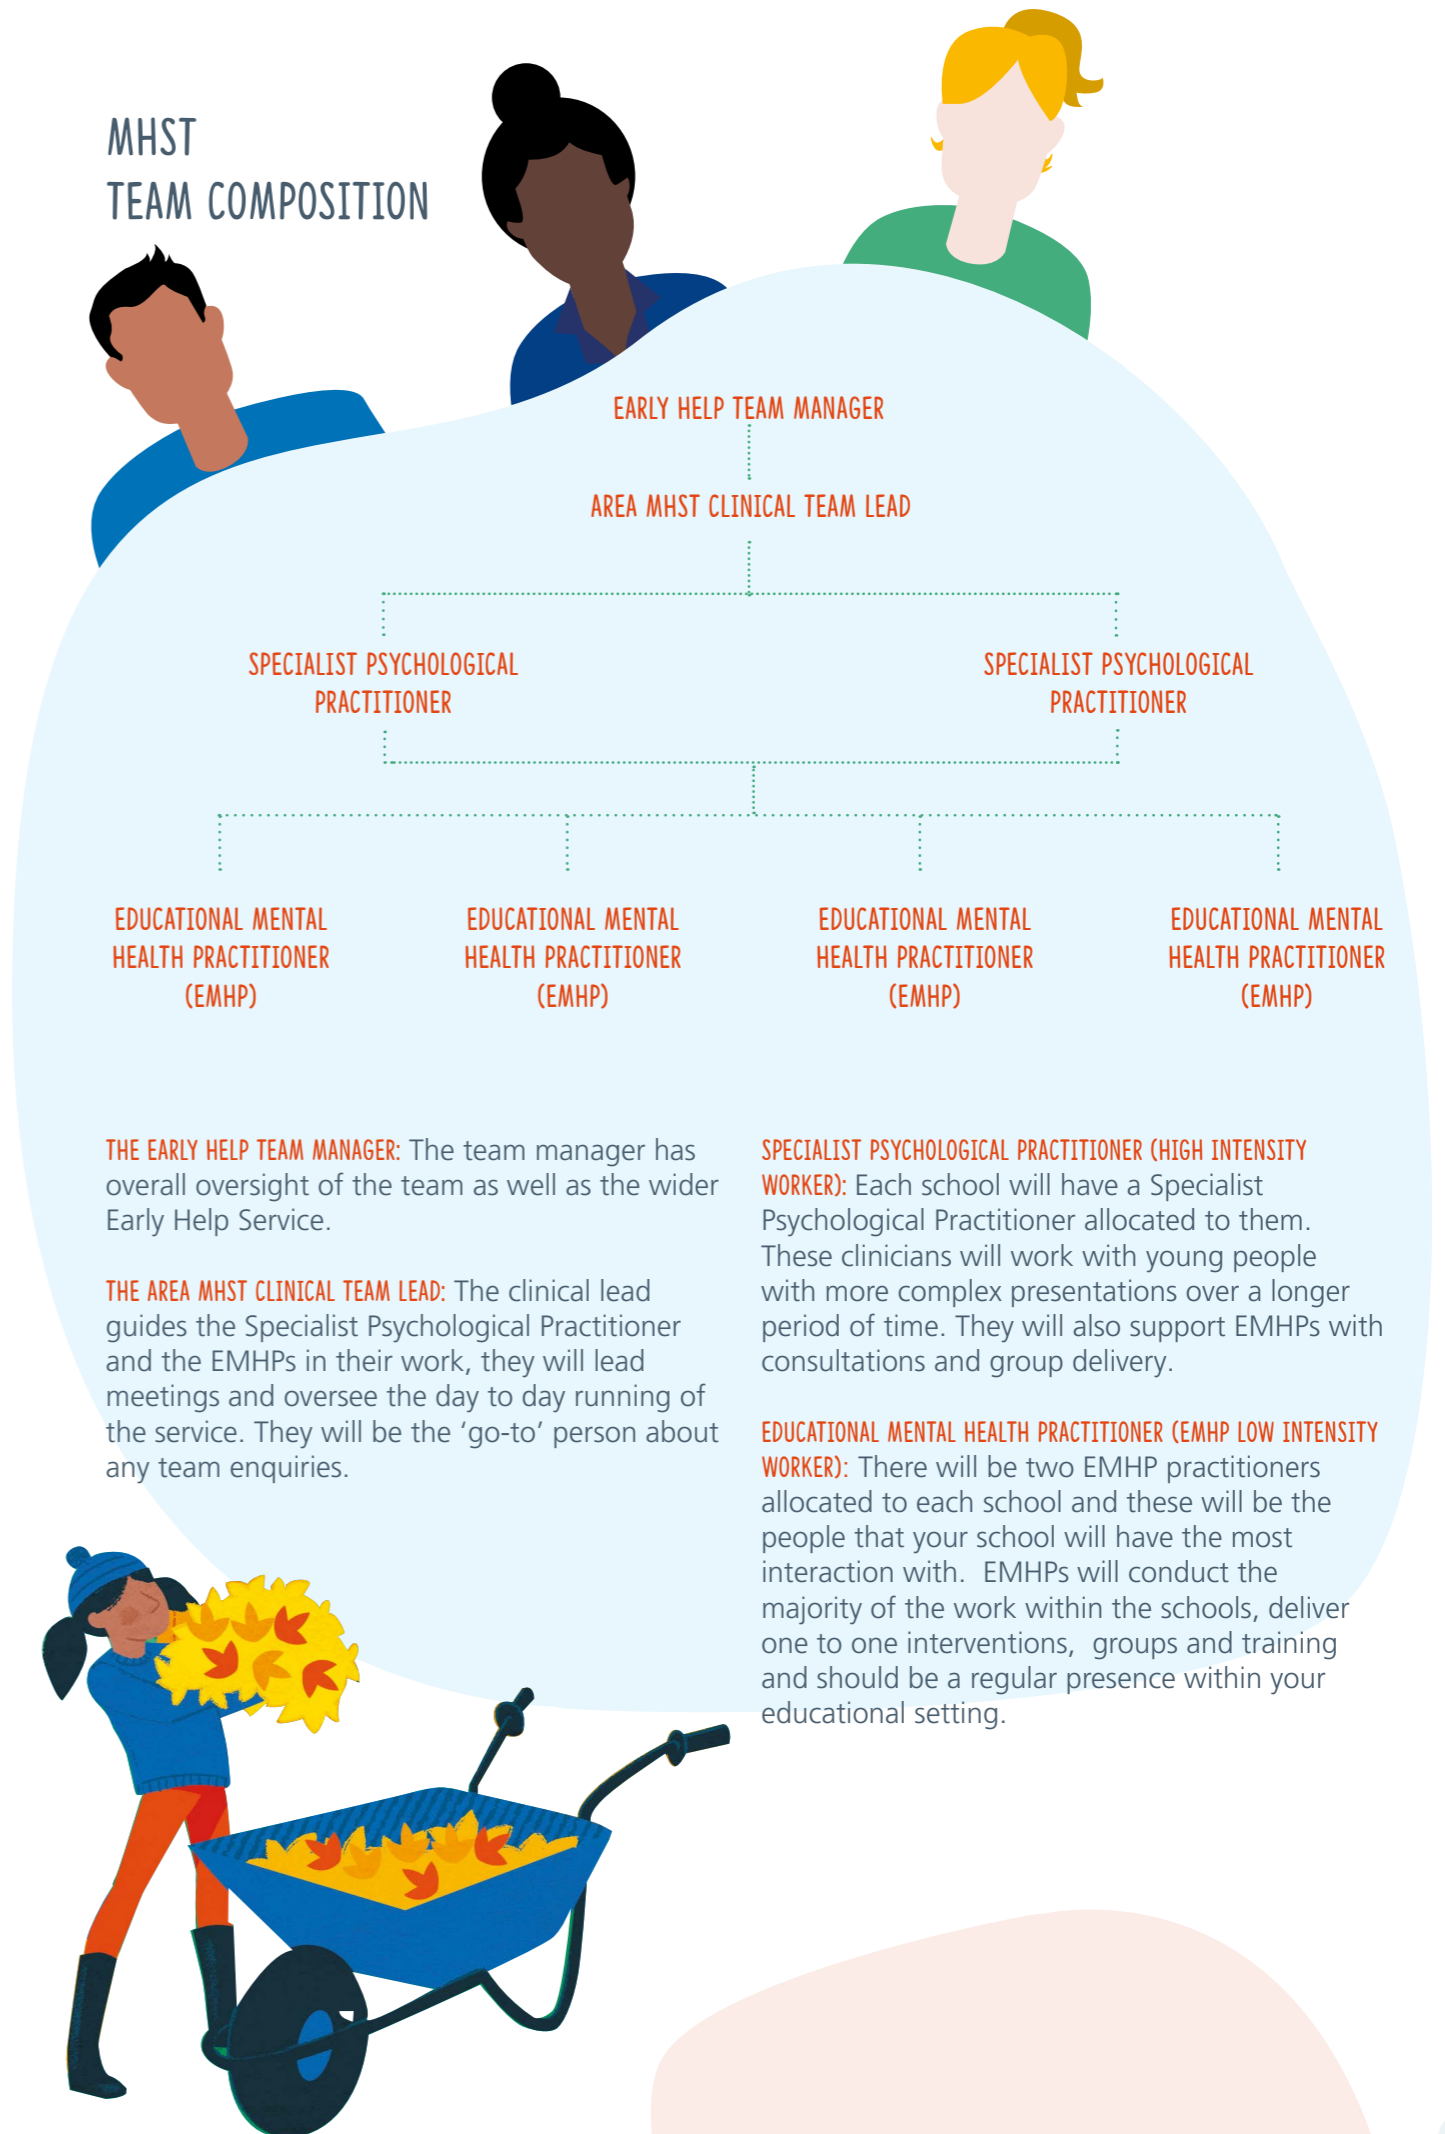 MHST
TEAM COMPOSITION
EARLY HELP TEAM MANAGER
AREA MHST CLINICAL TEAM LEAD
SPECIALIST PSYCHOLOGICAL
PRACTITIONER
SPECIALIST PSYCHOLOGICAL
PRACTITIONER
EDUCATIONAL MENTAL
HEALTH PRACTITIONER
(EMHP)
EDUCATIONAL MENTAL
HEALTH PRACTITIONER
(EMHP)
EDUCATIONAL MENTAL
HEALTH PRACTITIONER
(EMHP)
EDUCATIONAL MENTAL
HEALTH PRACTITIONER
(EMHP)
THE EARLY HELP TEAM MANAGER: The team manager has
overall oversight of the team as well as the wider
Early Help Service.
THE AREA MHST CLINICAL TEAM LEAD: The clinical lead
guides the Specialist Psychological Practitioner
and the EMHPs in their work, they will lead
meetings and oversee the day to day running of
the service. They will be the ‘go-to’ person about
any team enquiries.
SPECIALIST PSYCHOLOGICAL PRACTITIONER (HIGH INTENSITY
WORKER): Each school will have a Specialist
Psychological Practitioner allocated to them.
These clinicians will work with young people
with more complex presentations over a longer
period of time. They will also support EMHPs with
consultations and group delivery.
EDUCATIONAL MENTAL HEALTH PRACTITIONER (EMHP LOW INTENSITY
WORKER): There will be two EMHP practitioners
allocated to each school and these will be the
people that your school will have the most
interaction with.  EMHPs will conduct the
majority of the work within the schools, deliver
one to one interventions,  groups and training
and should be a regular presence within your
educational setting.